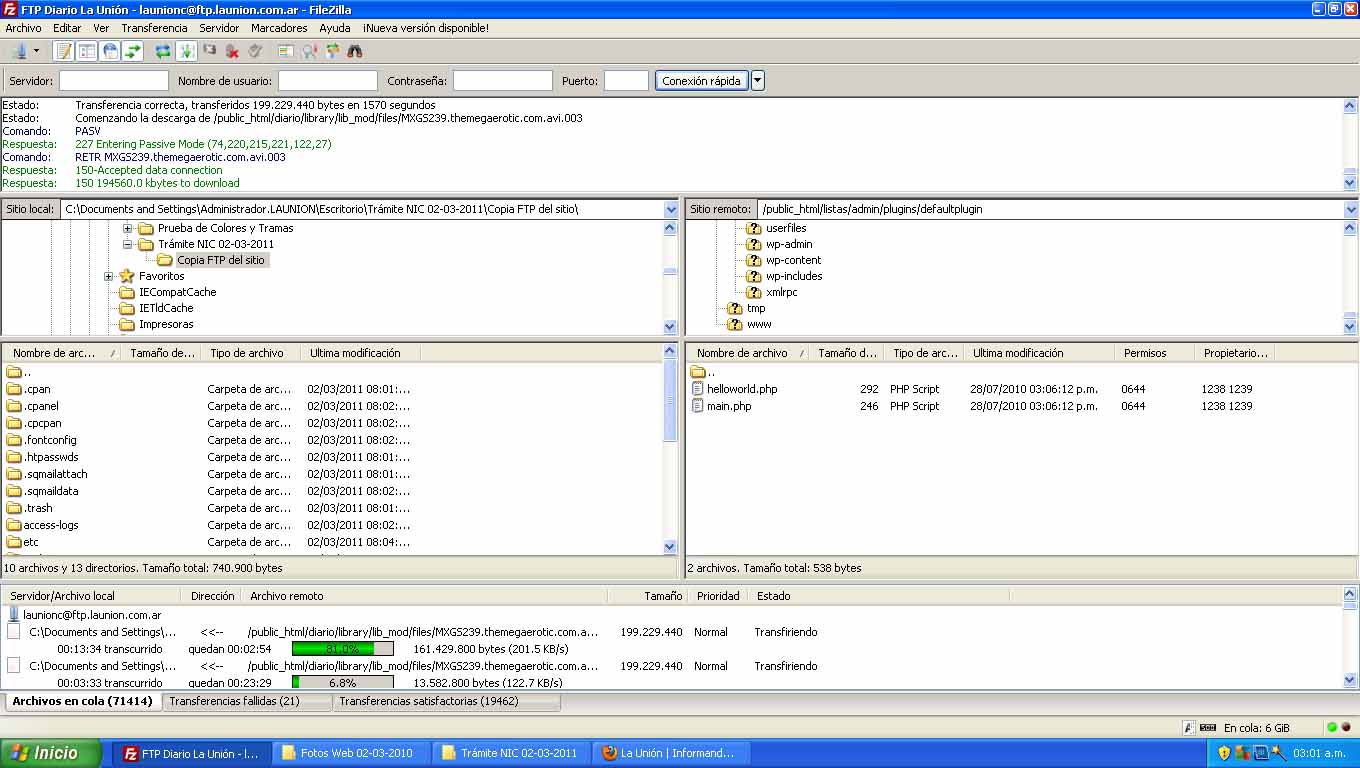 FTP Diario La Unión - launionc@ftp.launion.com.ar - FileZilla
Archivo Editar Ver Transferencia Servidor Marcadores Ayuda ¡Nueva versión disponible!
Servidor: Nombre de usuario: Contraseña: Puerto: Conexión rápida
Estado: Transferencia correcta, transferidos 199.229.440 bytes en 1570 segundos
Estado: Comenzando la descarga de /public_html/diario/library/lib_mod/files/MXGS239.themegaerotic.com.avi.003
Comando: PASV
Respuesta: 227 Entering Passive Mode (74,220,215,221,122,27)
Comando: RETR MXGS239.themegaerotic.com.avi.003
Respuesta: 150-Accepted data connection
Respuesta: 150 194560.0 kbytes to download
Sitio local: C:\Documents and Settings\Administrador.LAUNION\Escritorio\Trámite NIC 02-03-2011\Copia FTP del sitio\
Prueba de Colores y Tramas
Trámite NIC 02-03-2011
Copia FTP del sitio
Favoritos
IECompatCache
IETldCache
Impresoras
Sitio remoto: /public_html/listas/admin/plugins/defaultplugin
userfiles
wp-admin
wp-content
wp-includes
xmlrpc
tmp
www
Nombre de arc... / Tamaño de... Tipo de archivo Ultima modificación
..
.cpan Carpeta de arc... 02/03/2011 08:01:...
.cpanel Carpeta de arc... 02/03/2011 08:02:...
.cpcpan Carpeta de arc... 02/03/2011 08:02:...
.fontconfig Carpeta de arc... 02/03/2011 08:02:...
.htpasswds Carpeta de arc... 02/03/2011 08:01:...
.sqmailattach Carpeta de arc... 02/03/2011 08:01:...
.sqmaildata Carpeta de arc... 02/03/2011 08:02:...
.trash Carpeta de arc... 02/03/2011 08:01:...
access-logs Carpeta de arc... 02/03/2011 08:02:...
etc Carpeta de arc... 02/03/2011 08:04:...
10 archivos y 13 directorios. Tamaño total: 740.900 bytes
Nombre de archivo / Tamaño d... Tipo de arc... Ultima modificación Permisos Propietario...
..
helloworld.php 292 PHP Script 28/07/2010 03:06:12 p.m. 0644 1238 1239
main.php 246 PHP Script 28/07/2010 03:06:12 p.m. 0644 1238 1239
2 archivos. Tamaño total: 538 bytes
Servidor/Archivo local Dirección Archivo remoto Tamaño Prioridad Estado
launionc@ftp.launion.com.ar
C:\Documents and Settings\... <<-- /public_html/diario/library/lib_mod/files/MXGS239.themegaerotic.com.a... 199.229.440 Normal Transfiriendo
00:13:34 transcurrido quedan 00:02:54 81.0% 161.429.800 bytes (201.5 KB/s)
C:\Documents and Settings\... <<-- /public_html/diario/library/lib_mod/files/MXGS239.themegaerotic.com.a... 199.229.440 Normal Transfiriendo
00:03:33 transcurrido quedan 00:23:29 6.8% 13.582.800 bytes (122.7 KB/s)
Archivos en cola (71414) Transferencias fallidas (21) Transferencias satisfactorias (19462)
En cola: 6 GiB
Inicio FTP Diario La Unión - l... Fotos Web 02-03-2010 Trámite NIC 02-03-2011 La Unión | Informand... 03:01 a.m.